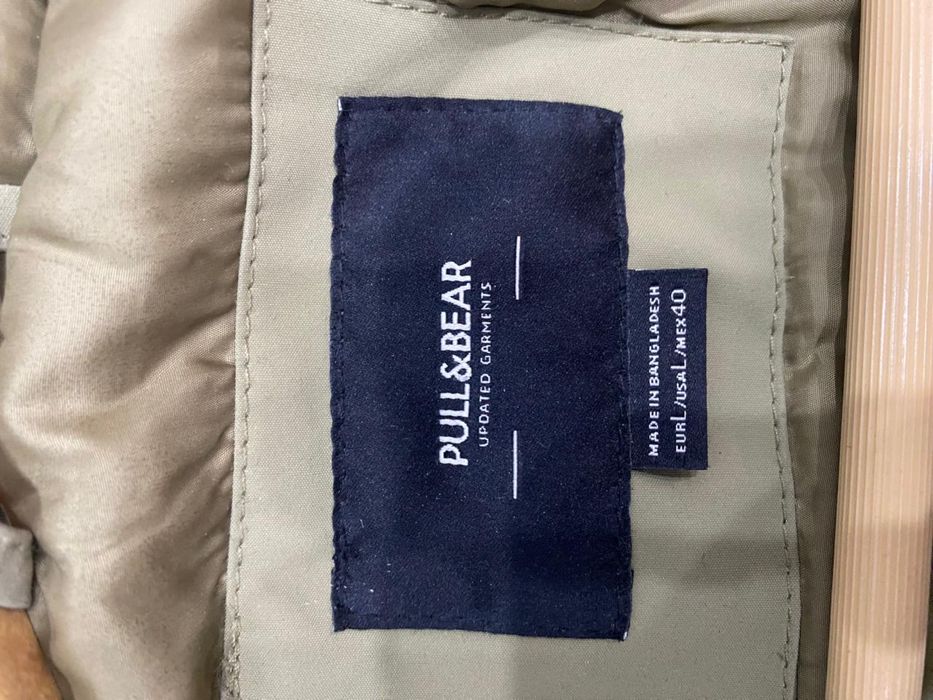 PULL&BEAR
UPDATED GARMENTS
MADE IN BANGLADESH
EURL/USAL/MEX40